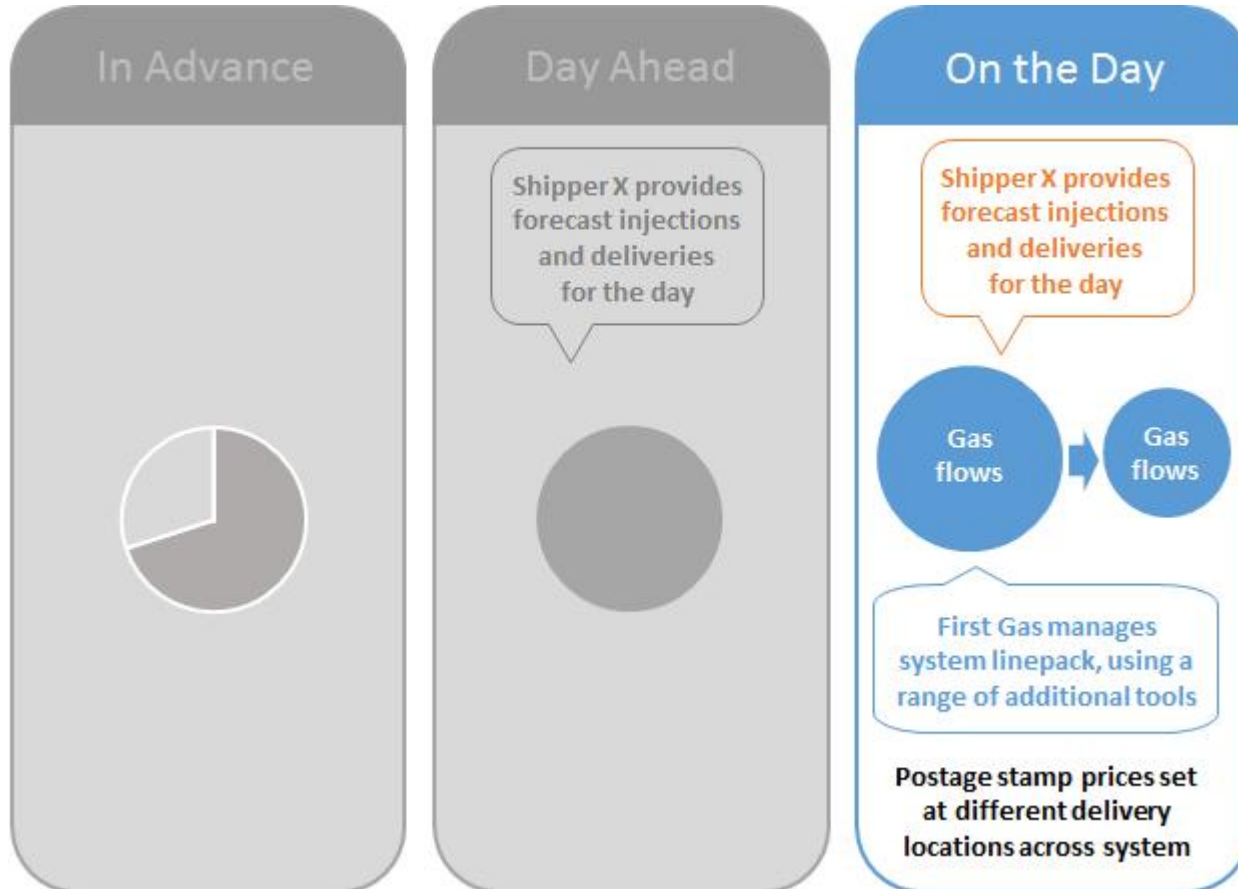 In Advance
Day Ahead
Shipper X provides
forecast injections
and deliveries
for the day
On the Day
Shipper X provides
forecast injections
and deliveries
for the day
Gas
flows
Gas
flows
First Gas manages
system linepack, using a
range of additional tools
Postage stamp prices set
at different delivery
locations across system